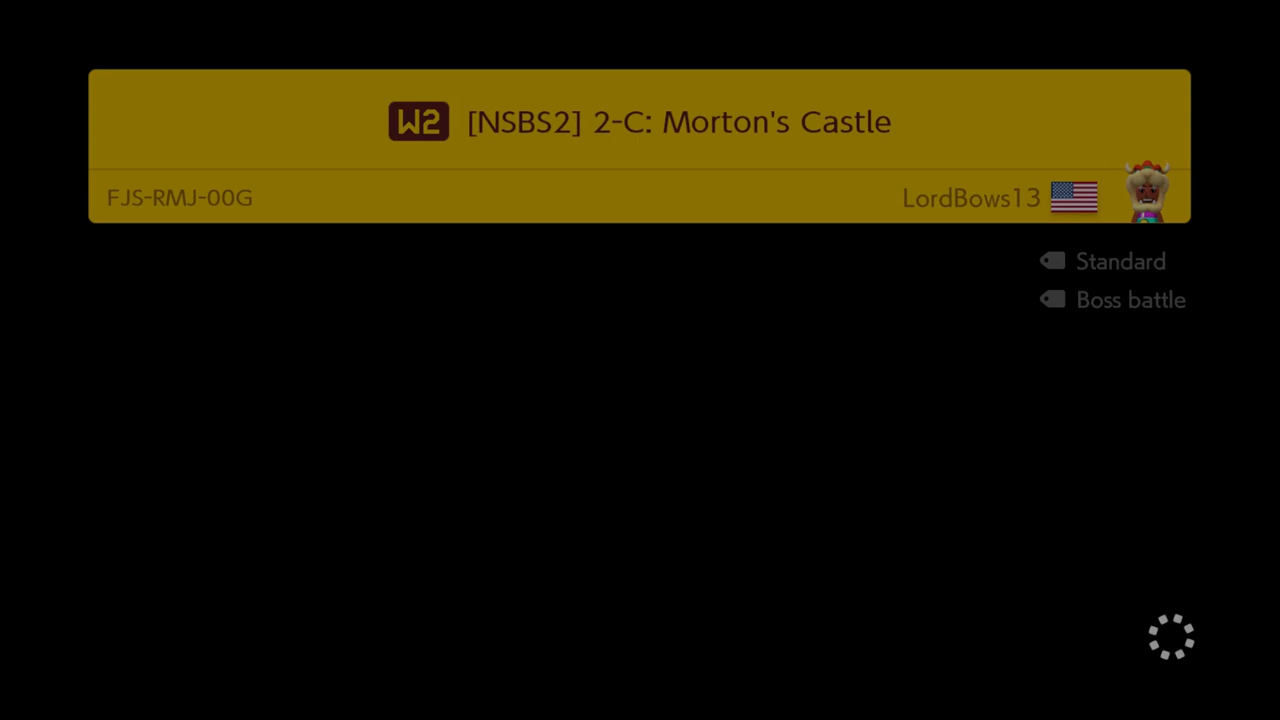 W2 [NSBS2] 2-C: Morton's Castle
FJS-RMJ-00G
LordBows13
Standard
Boss battle